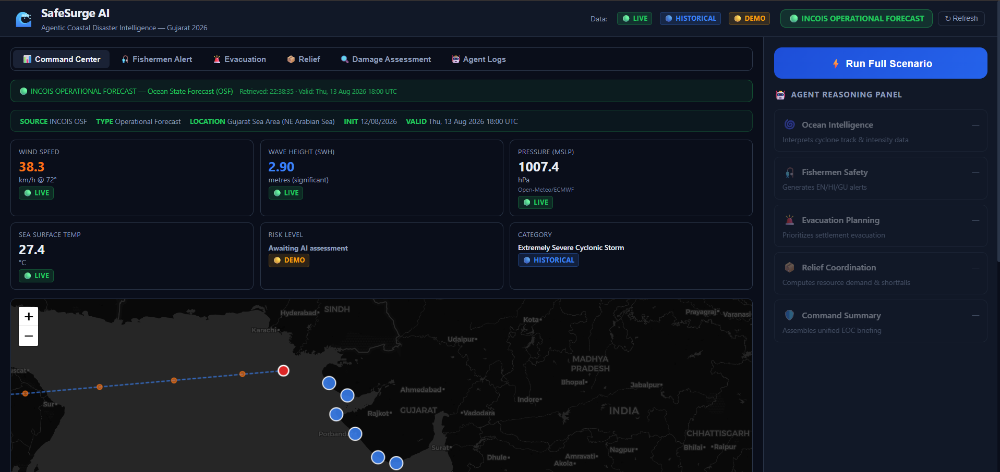 SafeSurge AI
Agentic Coastal Disaster Intelligence — Gujarat 2026
Data: LIVE HISTORICAL DEMO INCOIS OPERATIONAL FORECAST ↻ Refresh
Command Center Fishermen Alert Evacuation Relief Damage Assessment Agent Logs
INCOIS OPERATIONAL FORECAST — Ocean State Forecast (OSF) Retrieved: 22:38:35 · Valid: Thu, 13 Aug 2026 18:00 UTC
SOURCE INCOIS OSF TYPE Operational Forecast LOCATION Gujarat Sea Area (NE Arabian Sea) INIT 12/08/2026 VALID Thu, 13 Aug 2026 18:00 UTC
WIND SPEED
38.3
km/h @ 72°
LIVE
WAVE HEIGHT (SWH)
2.90
metres (significant)
LIVE
PRESSURE (MSLP)
1007.4
hPa
Open-Meteo/ECMWF
LIVE
SEA SURFACE TEMP
27.4
°C
LIVE
RISK LEVEL
Awaiting AI assessment
DEMO
CATEGORY
Extremely Severe Cyclonic Storm
HISTORICAL
+
−
Hyderabad
SINDH
Karachi
Kota
Prayagraj
Varanasi
Udaipur
MADHYA
PRADESH
uscat
Bhopal
Jabalpur
Ahmedabad
Sur
Indore
Rajkot
GUJARAT
Vadodara
INDIA
Porband
CHHATTISGARH
Surat
Nagpur
Bhilai
Raipur
Dhule
Amravati
Akola
Run Full Scenario
AGENT REASONING PANEL
Ocean Intelligence —
Interprets cyclone track & intensity data
Fishermen Safety —
Generates EN/HI/GU alerts
Evacuation Planning —
Prioritizes settlement evacuation
Relief Coordination —
Computes resource demand & shortfalls
Command Summary —
Assembles unified EOC briefing